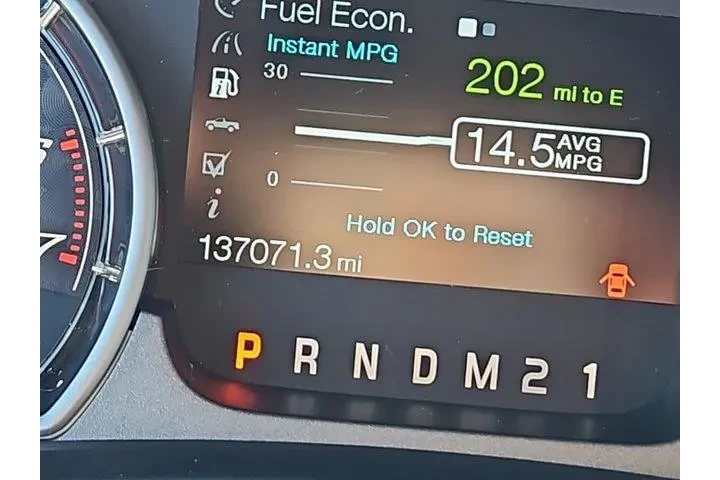 Fuel Econ.
Instant MPG
30
202 mi to E
14.5 AVG MPG
0
Hold OK to Reset
137071.3 mi
7
P R N D M 2 1